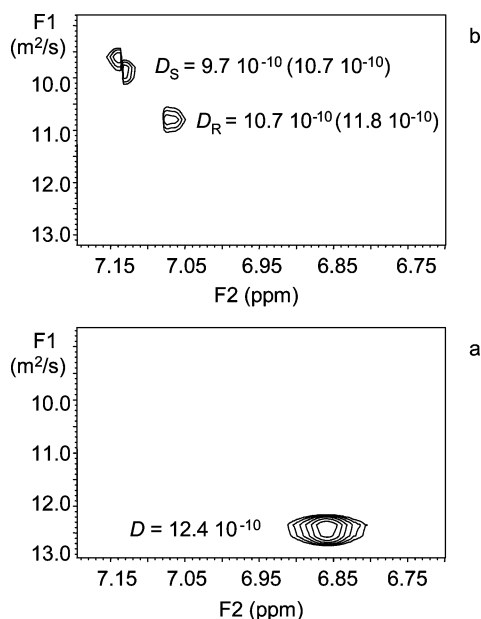 F1
(m²/s)
b
D_S = 9.7 10⁻¹⁰ (10.7 10⁻¹⁰)
10.0
D_R = 10.7 10⁻¹⁰ (11.8 10⁻¹⁰)
11.0
12.0
13.0
7.15 7.05 6.95 6.85 6.75
F2 (ppm)
F1
(m²/s)
a
10.0
11.0
12.0
D = 12.4 10⁻¹⁰
13.0
7.15 7.05 6.95 6.85 6.75
F2 (ppm)